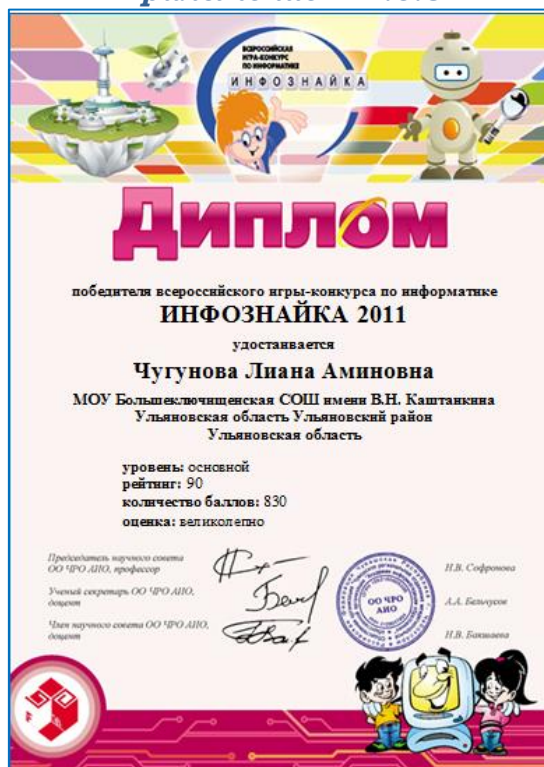 ВСЕРОССИЙСКАЯ
ИГРА-КОНКУРС
ПО ИНФОРМАТИКЕ
ИНФОЗНАЙКА
Диплом
победителя всероссийского игры-конкурса по информатике
ИНФОЗНАЙКА 2011
удостаивается
Чугунова Лиана Аминовна
МОУ Большеключищенская СОШ имени В.Н. Каштанкина
Ульяновская область Ульяновский район
Ульяновская область
уровень: основной
рейтинг: 90
количество баллов: 830
оценка: великолепно
Председатель научного совета
ОО ЧРО АИО, профессор
Н.В. Софронова
Ученый секретарь ОО ЧРО АИО,
доцент
А.А. Бельчусов
Член научного совета ОО ЧРО АИО,
доцент
Н.В. Бакшаева
ОО ЧРО
АИО